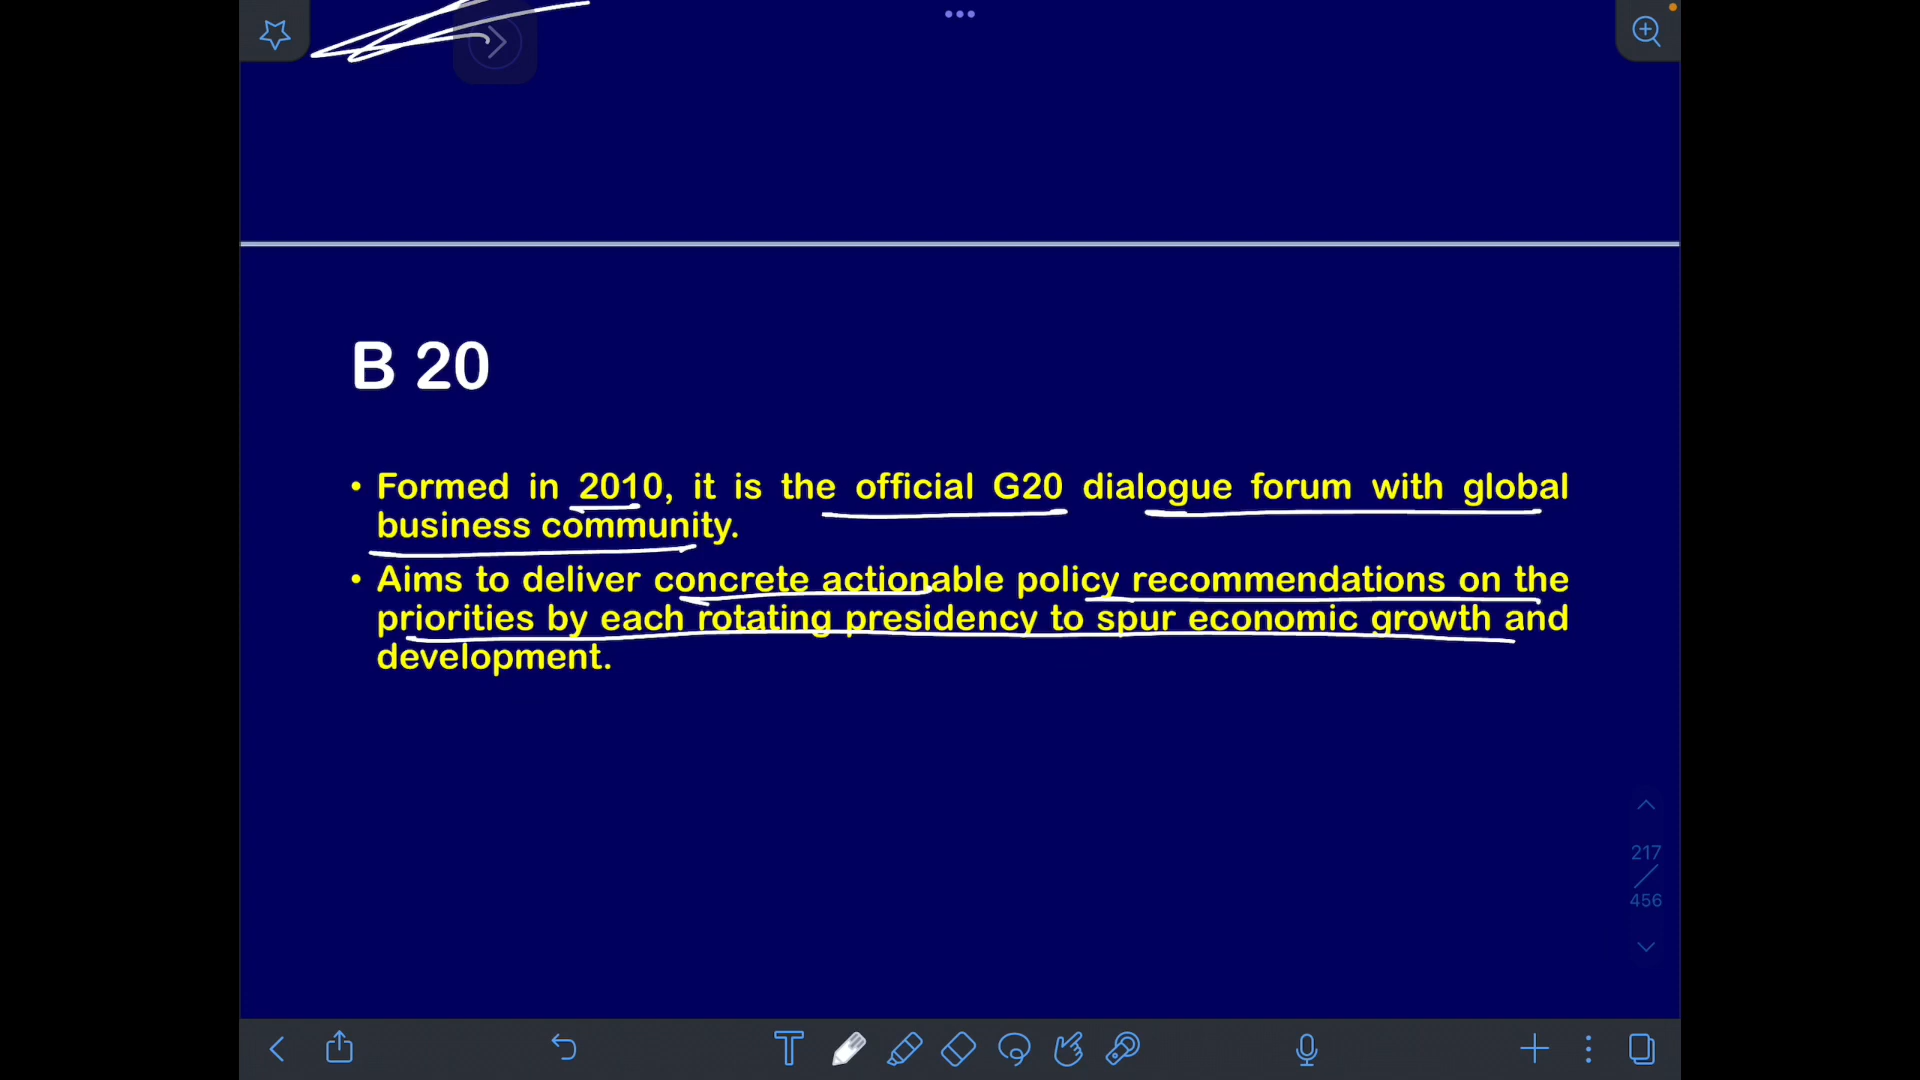 B 20
• Formed in 2010, it is the official G20 dialogue forum with global
business community.
• Aims to deliver concrete actionable policy recommendations on the
priorities by each rotating presidency to spur economic growth and
development.
217
456